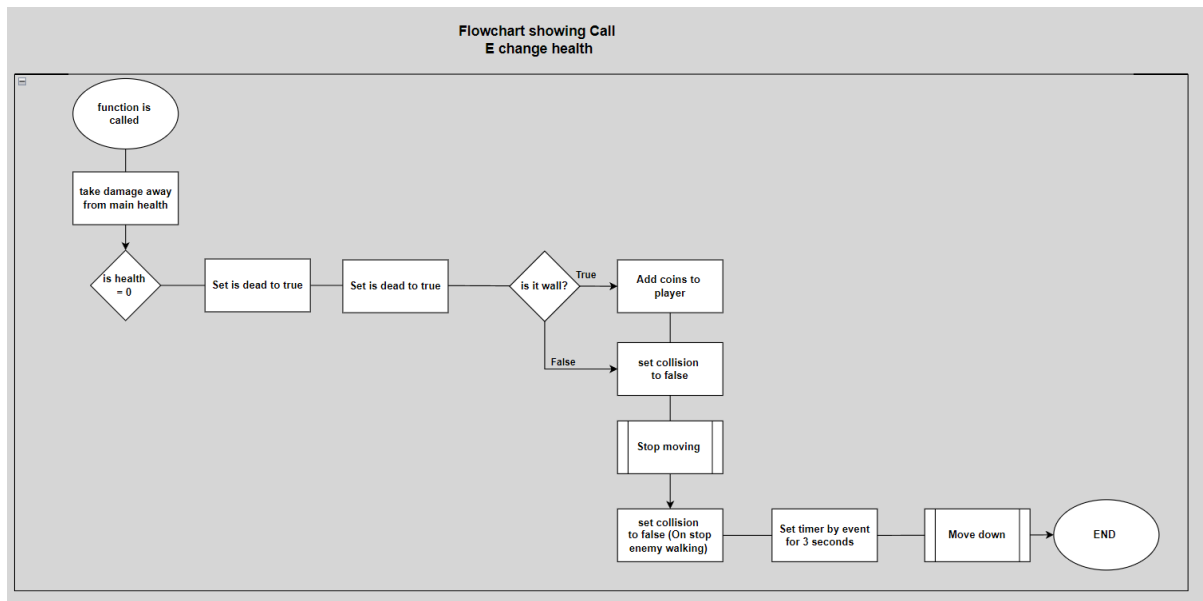 Flowchart showing Call
E change health
function is
called
take damage away
from main health
is health
= 0
Set is dead to true
Set is dead to true
is it wall?
True
Add coins to
player
False
set collision
to false
Stop moving
set collision
to false (On stop
enemy walking)
Set timer by event
for 3 seconds
Move down
END